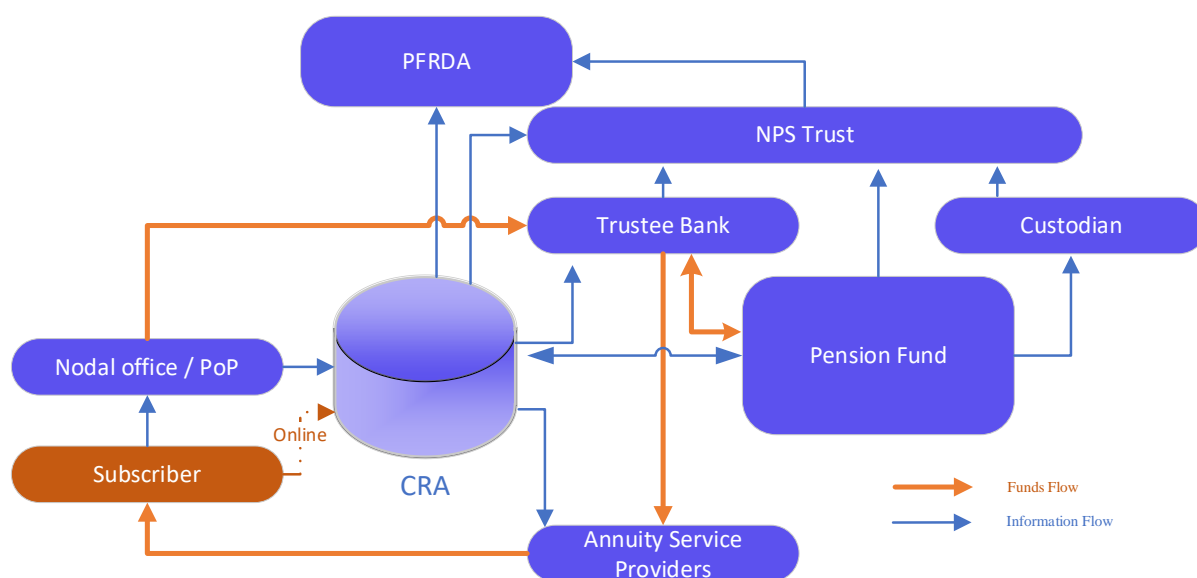 PFRDA
NPS Trust
Trustee Bank
Custodian
Nodal office / PoP
Pension Fund
Online
Subscriber
CRA
Funds Flow
Information Flow
Annuity Service
Providers